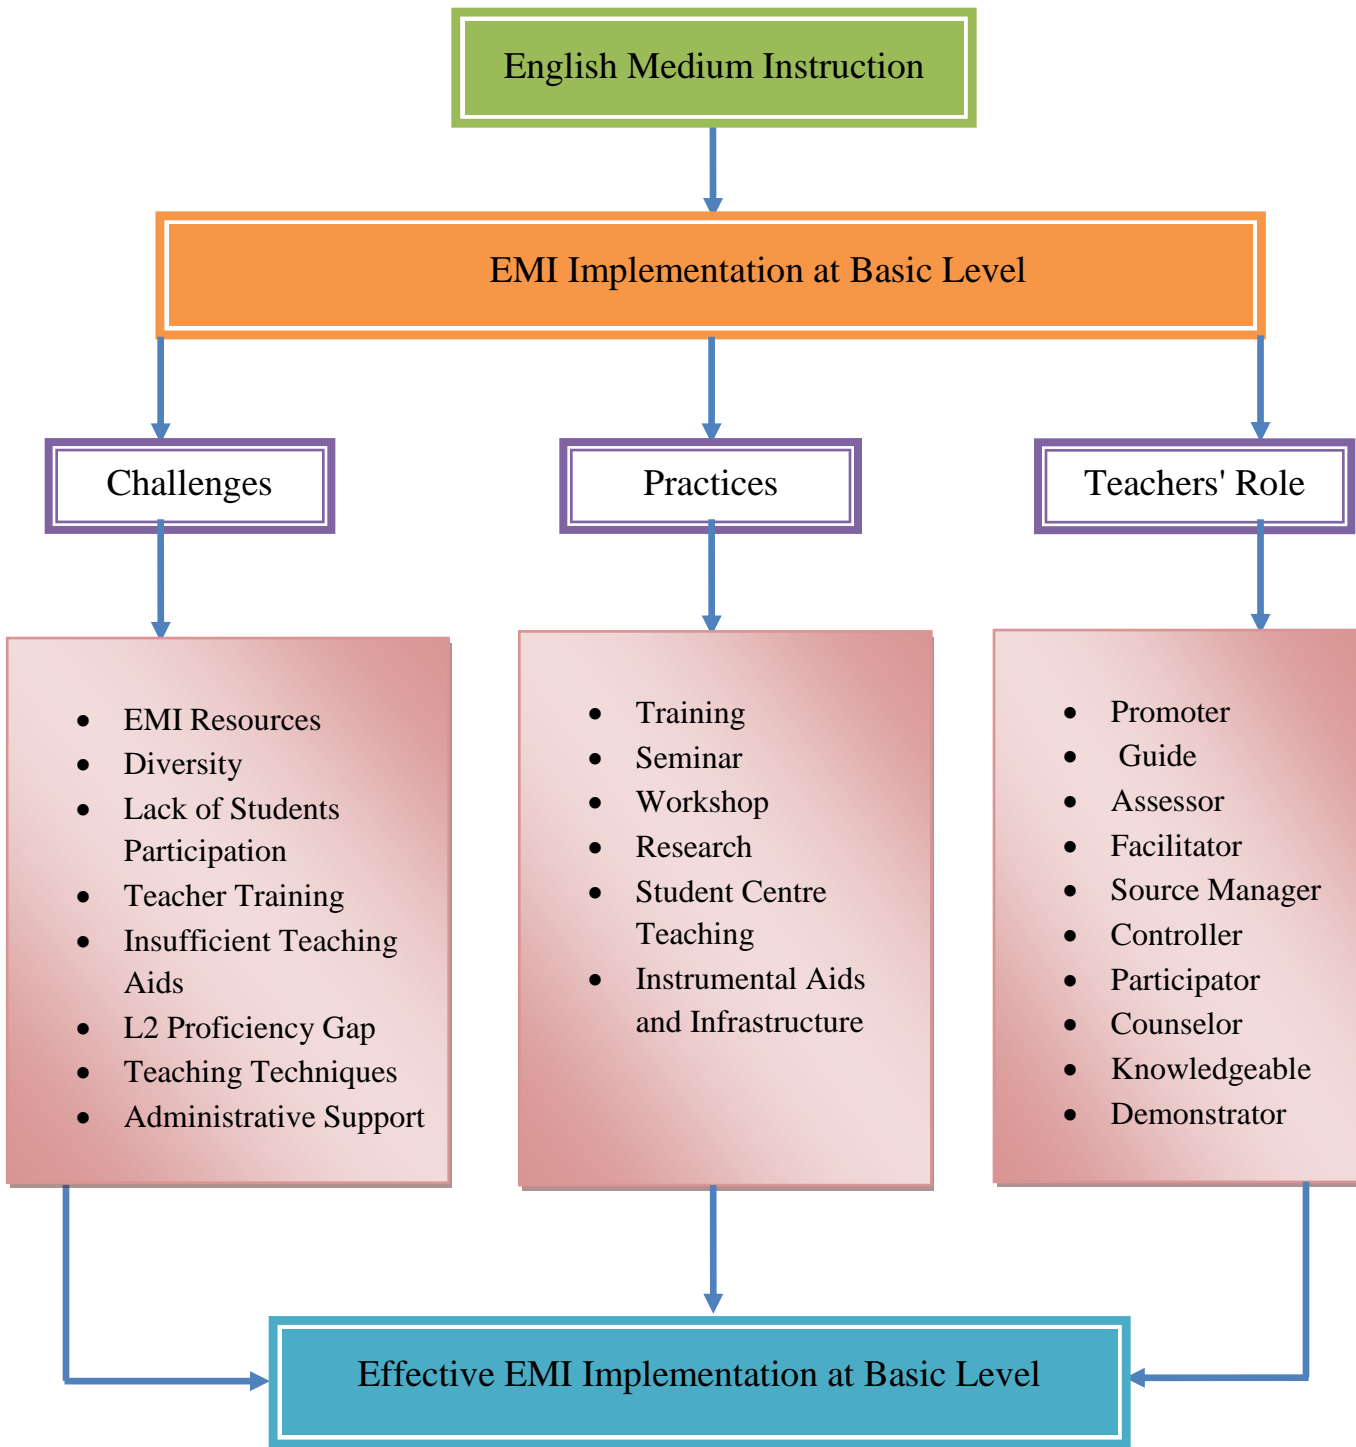 English Medium Instruction
EMI Implementation at Basic Level
Challenges
Practices
Teachers' Role
• EMI Resources
• Diversity
• Lack of Students
Participation
• Teacher Training
• Insufficient Teaching
Aids
• L2 Proficiency Gap
• Teaching Techniques
• Administrative Support
• Training
• Seminar
• Workshop
• Research
• Student Centre
Teaching
• Instrumental Aids
and Infrastructure
• Promoter
• Guide
• Assessor
• Facilitator
• Source Manager
• Controller
• Participator
• Counselor
• Knowledgeable
• Demonstrator
Effective EMI Implementation at Basic Level